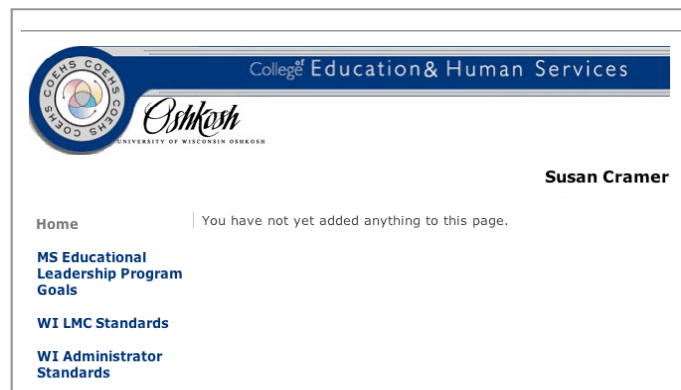 College of Education & Human Services
COEHS COEHS COEHS COEHS
Oshkosh
UNIVERSITY OF WISCONSIN OSHKOSH
Susan Cramer
Home
You have not yet added anything to this page.
MS Educational
Leadership Program
Goals
WI LMC Standards
WI Administrator
Standards